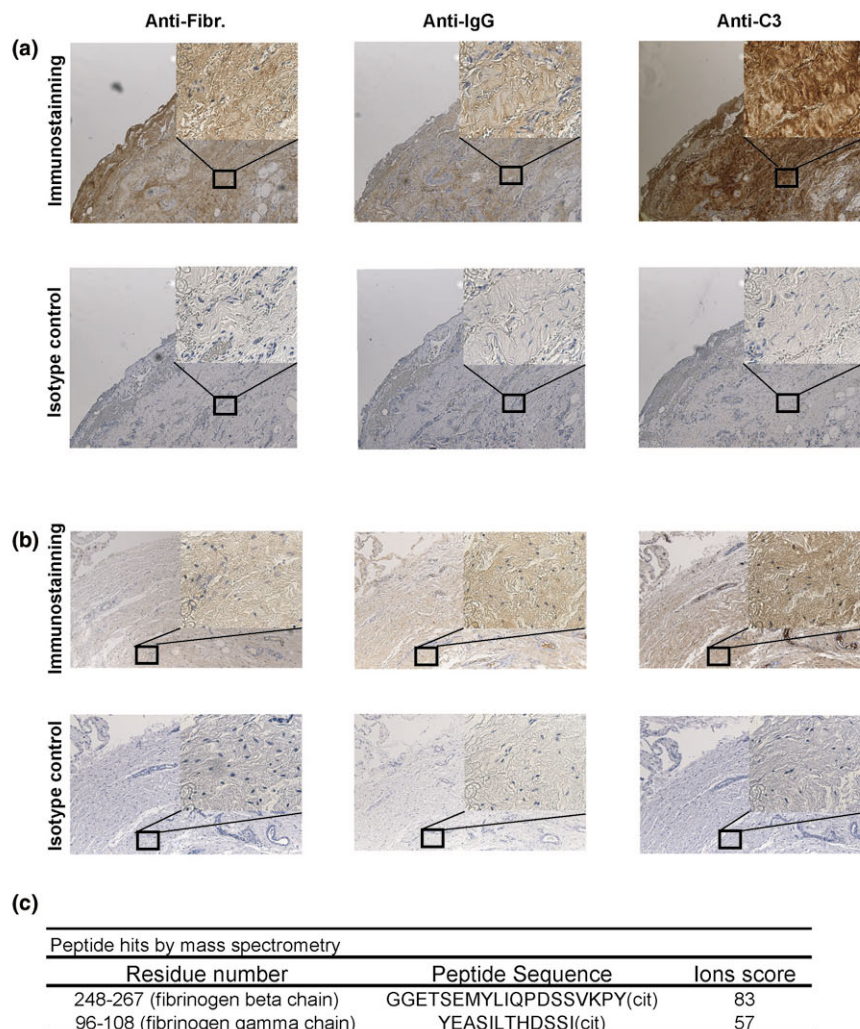 Anti-Fibr. Anti-IgG Anti-C3
(a)
Immunostainning
Isotype control
(b)
Immunostainning
Isotype control
(c)
Peptide hits by mass spectrometry
Residue number Peptide Sequence Ions score
248-267 (fibrinogen beta chain) GGETSEMYLIQPDSSVKPY(cit) 83
96-108 (fibrinogen gamma chain) YEASILTHDSSI(cit) 57